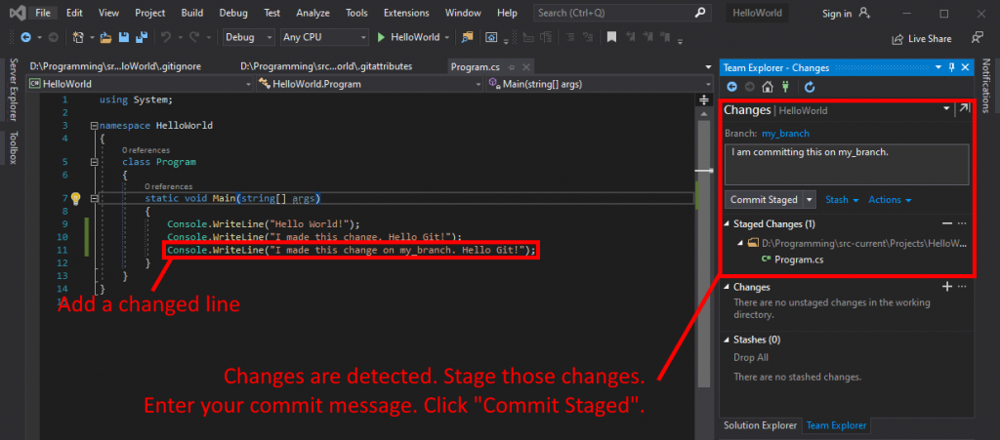 File Edit View Project Build Debug Team Analyze Tools Extensions Window Help Search (Ctrl+Q) HelloWorld Sign in
Debug Any CPU HelloWorld Live Share
Server Explorer
Toolbox
D:\Programming\sr...loWorld\.gitignore D:\Programming\src...orld\.gitattributes Program.cs
HelloWorld HelloWorld.Program Main(string[] args)
1 using System;
2
3 namespace HelloWorld
4 {
0 references
5 class Program
6 {
0 references
7 static void Main(string[] args)
8 {
9 Console.WriteLine("Hello World!");
10 Console.WriteLine("I made this change. Hello Git!");
11 Console.WriteLine("I made this change on my_branch. Hello Git!");
12 }
13 }
14 }
Add a changed line
Changes are detected. Stage those changes.
Enter your commit message. Click "Commit Staged".
Team Explorer - Changes
Changes | HelloWorld
Branch: my_branch
I am committing this on my_branch.
Commit Staged Stash Actions
Staged Changes (1)
D:\Programming\src-current\Projects\HelloW...
C# Program.cs
Changes
There are no unstaged changes in the working
directory.
Stashes (0)
Drop All
There are no stashed changes.
Solution Explorer Team Explorer
Notifications